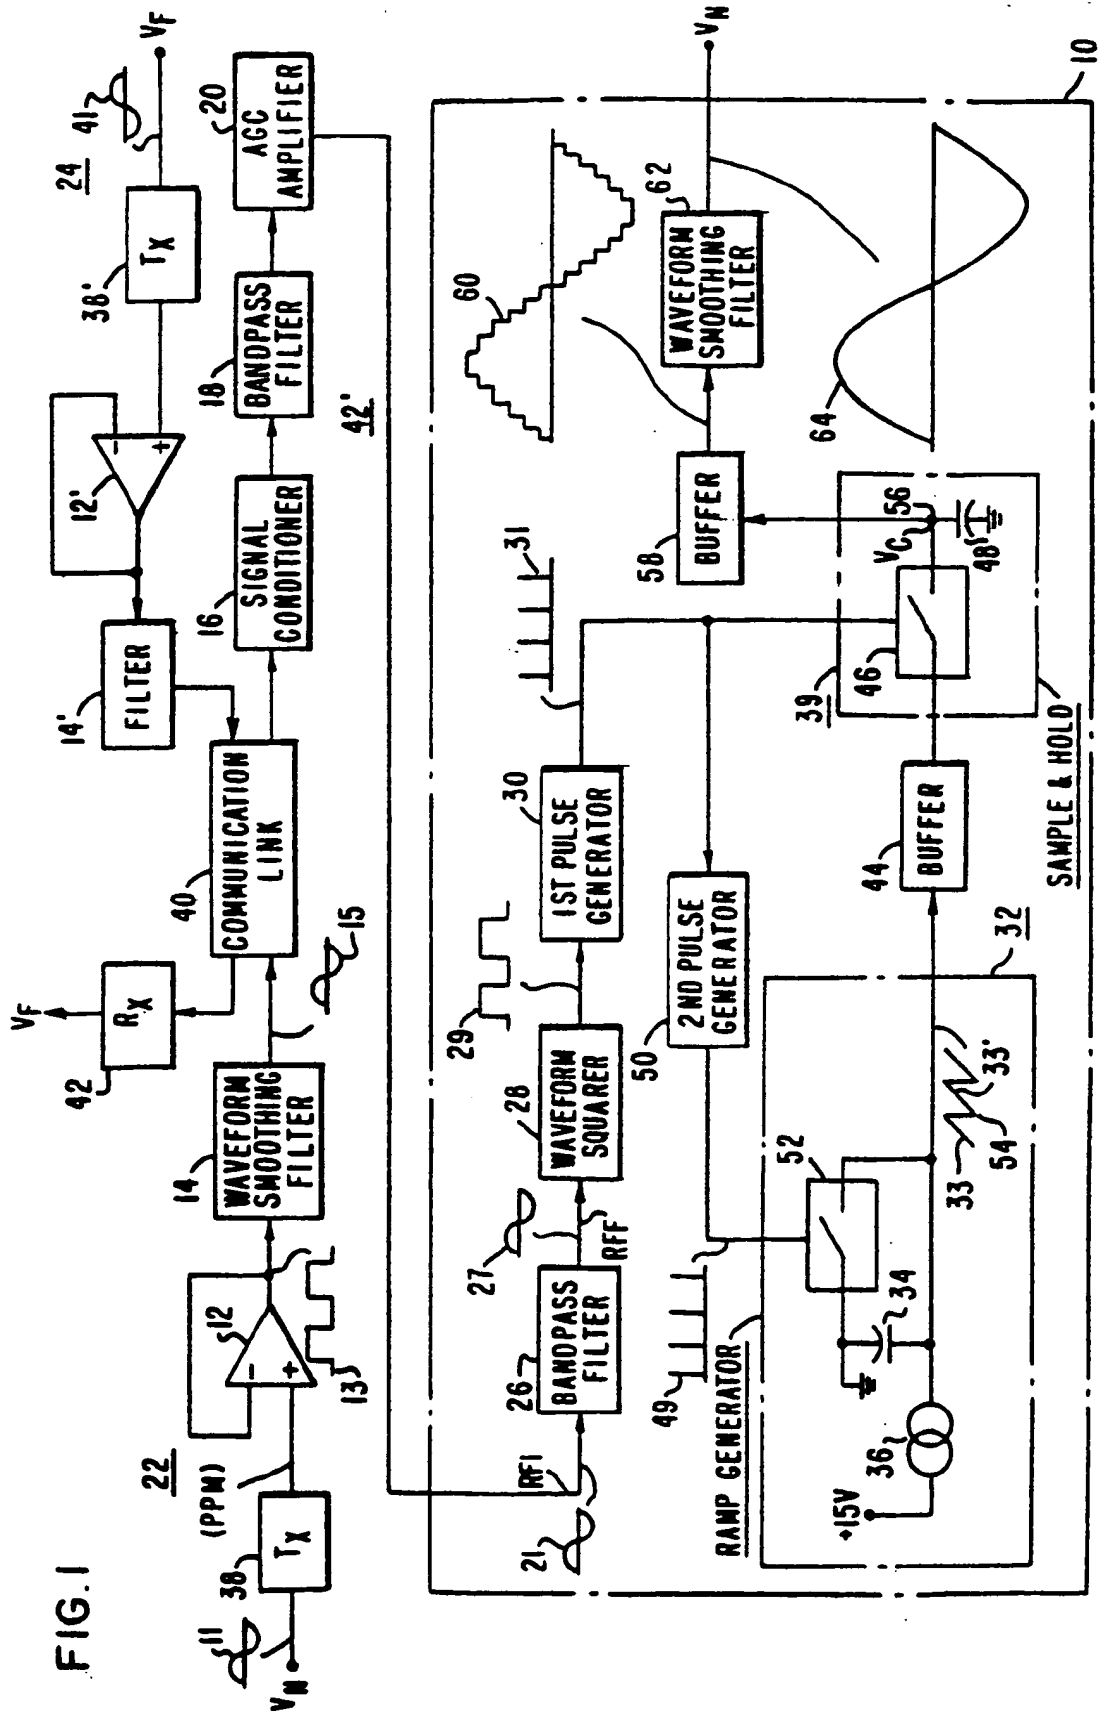 FIG.1
22
24
VN
11
38
TX
(PPM)
12
-
+
13
14
WAVEFORM
SMOOTHING
FILTER
15
VF
42
RX
40
COMMUNICATION
LINK
14'
FILTER
12'
-
+
38'
TX
41
VF
16
SIGNAL
CONDITIONER
18
BANDPASS
FILTER
42'
20
AGC
AMPLIFIER
10
21
RFI
26
BANDPASS
FILTER
27
RFF
28
WAVEFORM
SQUARER
29
30
1ST PULSE
GENERATOR
31
49
50
2ND PULSE
GENERATOR
58
BUFFER
60
62
WAVEFORM
SMOOTHING
FILTER
VN
64
RAMP GENERATOR
+15V
36
34
52
33
54
33'
32
44
BUFFER
39
46
VC
56
48
SAMPLE & HOLD